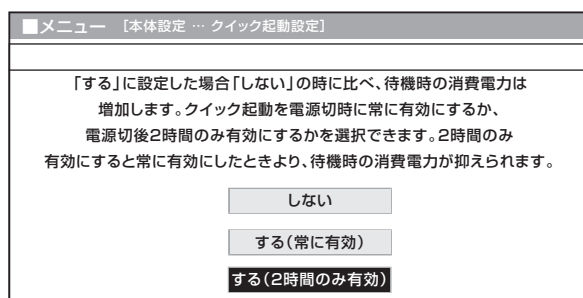 ■メニュー ［本体設定 … クイック起動設定］
「する」に設定した場合「しない」の時に比べ、待機時の消費電力は
増加します。クイック起動を電源切時に常に有効にするか、
電源切後2時間のみ有効にするかを選択できます。2時間のみ
有効にすると常に有効にしたときより、待機時の消費電力が抑えられます。
しない
する（常に有効）
する（2時間のみ有効）